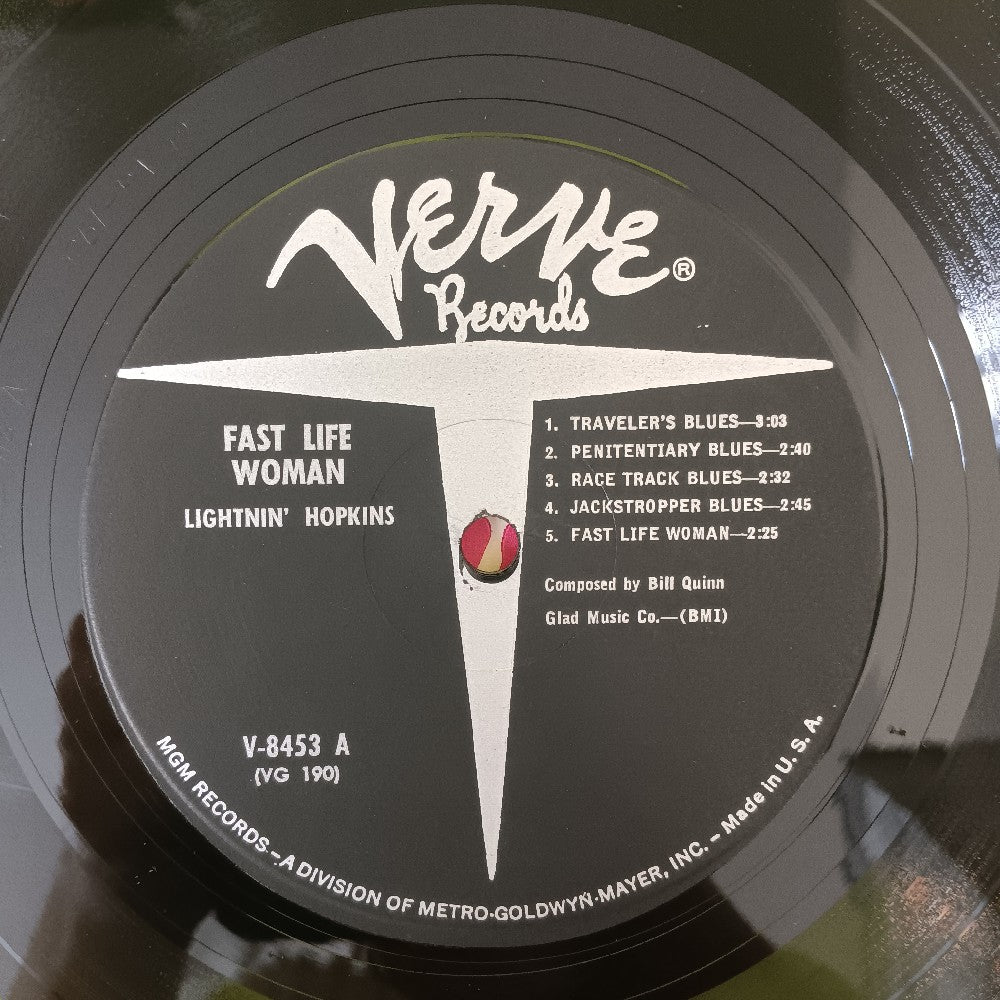 Verve®
Records
FAST LIFE
WOMAN
LIGHTNIN' HOPKINS
1. TRAVELER'S BLUES—3:03
2. PENITENTIARY BLUES—2:40
3. RACE TRACK BLUES—2:32
4. JACKSTROPPER BLUES—2:45
5. FAST LIFE WOMAN—2:25
Composed by Bill Quinn
Glad Music Co.—(BMI)
V-8453 A
(VG 190)
MGM RECORDS–A DIVISION OF METRO-GOLDWYN-MAYER, INC. – Made in U. S. A.